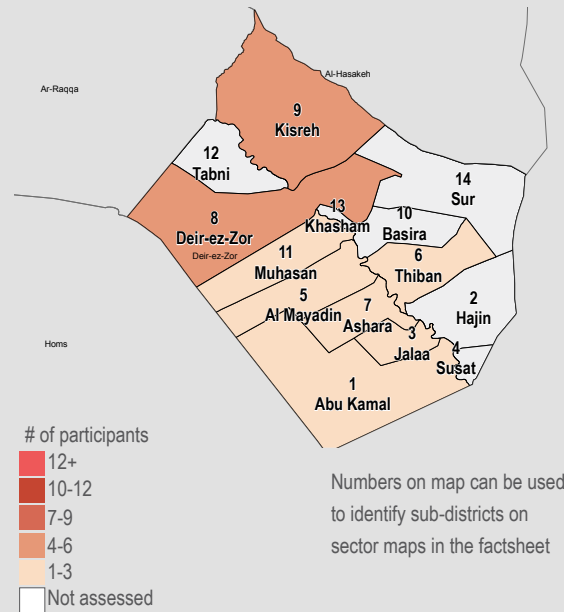 Al-Hasakeh
Ar-Raqqa
9
Kisreh
12
Tabni
14
Sur
13
Khasham
10
Basira
8
Deir-ez-Zor
Deir-ez-Zor
11
Muhasan
6
Thiban
5
Al Mayadin
7
Ashara
2
Hajin
3
Jalaa
4
Susat
Homs
1
Abu Kamal
# of participants
12+
10-12
7-9
4-6
1-3
Not assessed
Numbers on map can be used
to identify sub-districts on
sector maps in the factsheet